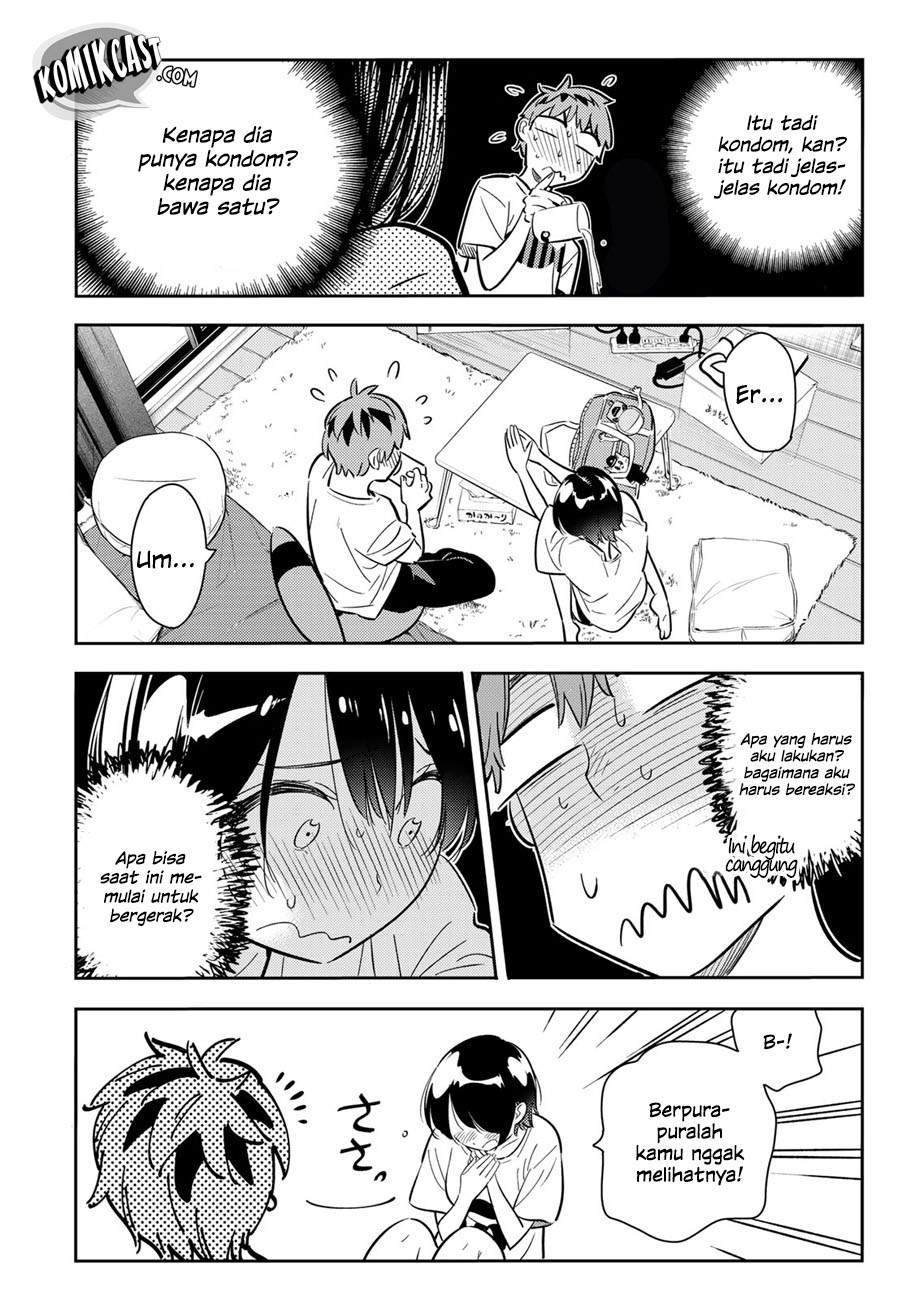 KOMIKCAST
.COM
Itu tadi
kondom, kan?
itu tadi jelas-
jelas kondom!
Kenapa dia
punya kondom?
kenapa dia
bawa satu?
Er...
Um...
Apa yang harus
aku lakukan?
bagaimana aku
harus bereaksi?
Ini begitu
canggung
Apa bisa
saat ini me-
mulai untuk
bergerak?
B-!
Berpura-
puralah
kamu nggak
melihatnya!
ささっ